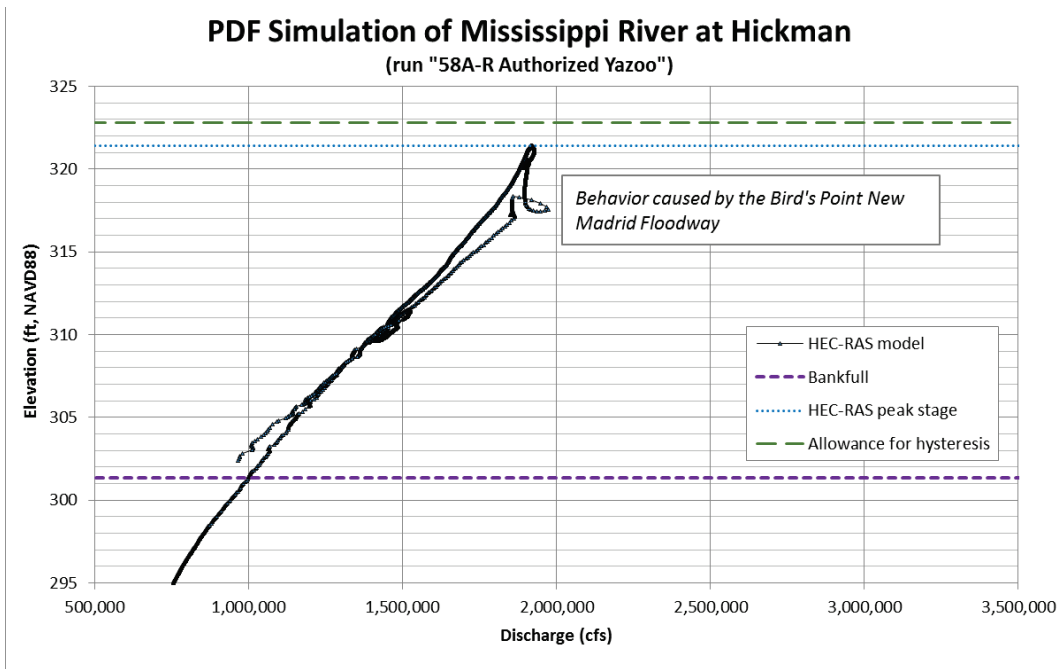 PDF Simulation of Mississippi River at Hickman
(run "58A-R Authorized Yazoo")
325
320
315
310
305
300
295
Elevation (ft, NAVD88)
Behavior caused by the Bird's Point New
Madrid Floodway
HEC-RAS model
Bankfull
HEC-RAS peak stage
Allowance for hysteresis
500,000
1,000,000
1,500,000
2,000,000
2,500,000
3,000,000
3,500,000
Discharge (cfs)